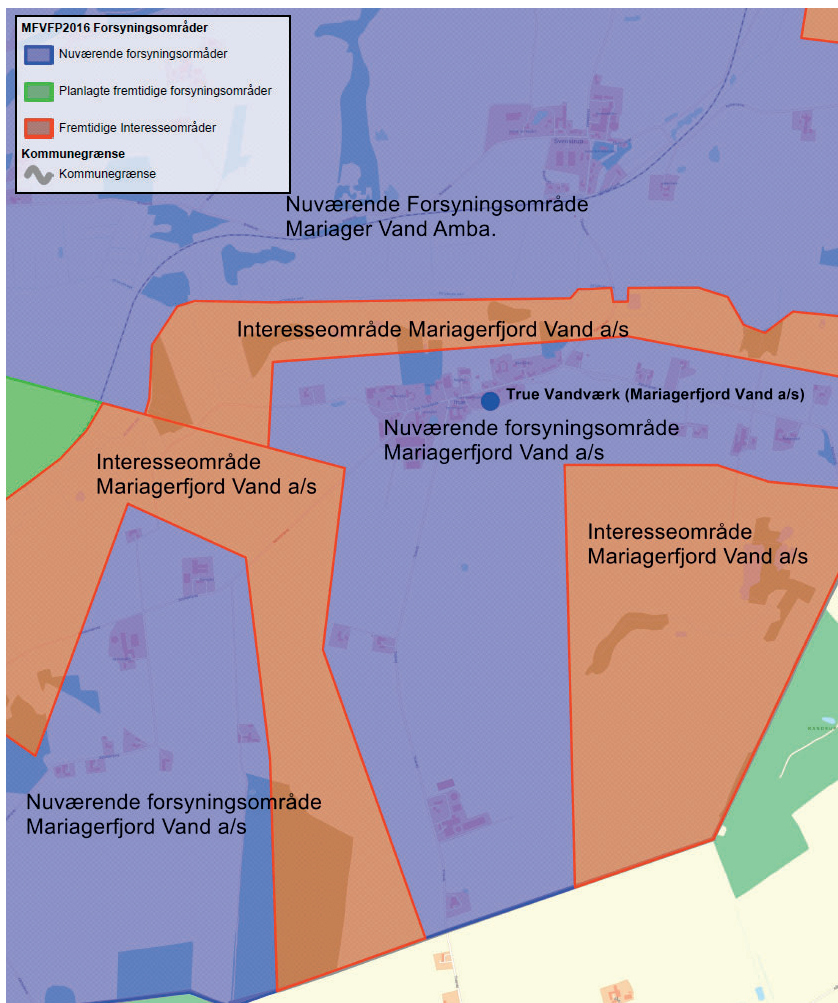 MFVFP2016 Forsyningsområder
Nuværende forsyningsormåder
Planlagte fremtidige forsyningsområder
Fremtidige Interesseområder
Kommunegrænse
Kommunegrænse
Nuværende Forsyningsområde
Mariager Vand Amba.
Interesseområde Mariagerfjord Vand a/s
True Vandværk (Mariagerfjord Vand a/s)
Nuværende forsyningsområde
Mariagerfjord Vand a/s
Interesseområde
Mariagerfjord Vand a/s
Interesseområde
Mariagerfjord Vand a/s
Nuværende forsyningsområde
Mariagerfjord Vand a/s